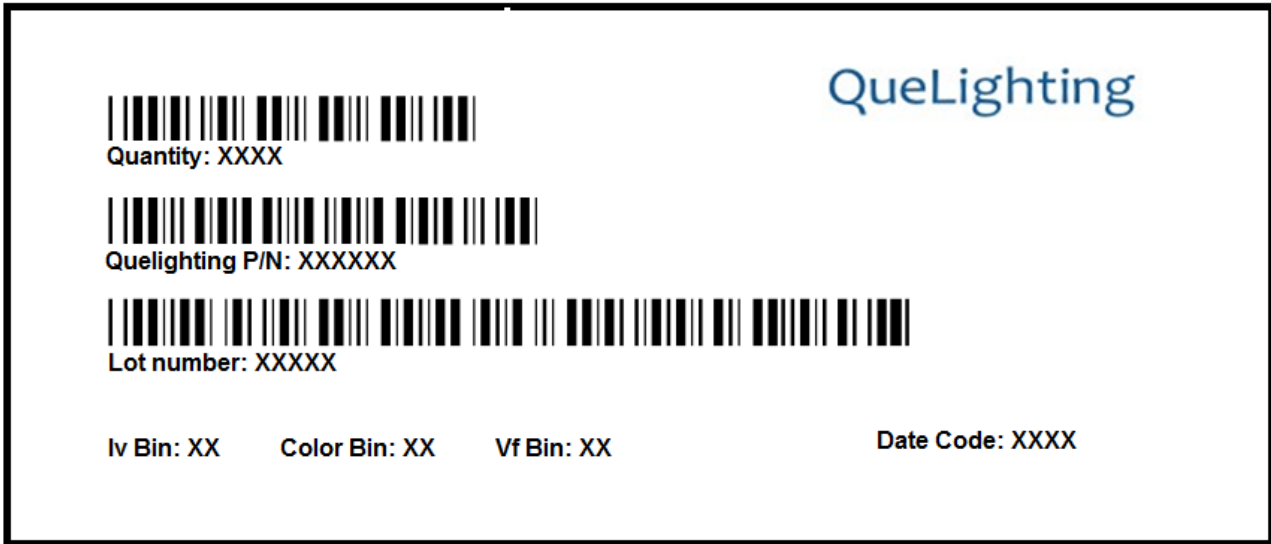 QueLighting
Quantity: XXXX
Quelighting P/N: XXXXXX
Lot number: XXXXX
Iv Bin: XX Color Bin: XX Vf Bin: XX Date Code: XXXX